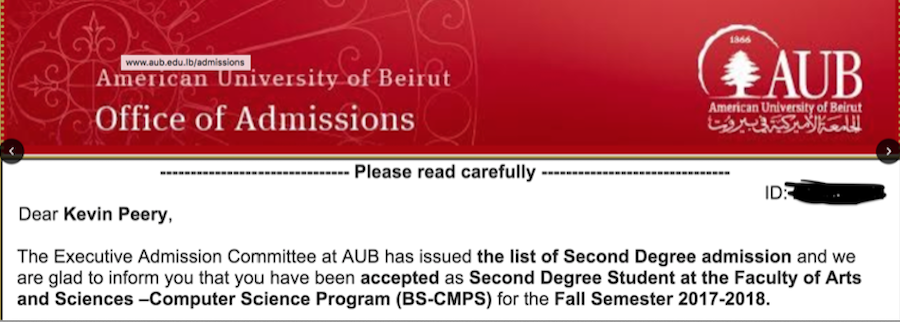 www.aub.edu.lb/admissions
American University of Beirut
Office of Admissions
1866
AUB
American University of Beirut
الجامعة الأميركية في بيروت
------------------------------- Please read carefully -------------------------------
ID:
Dear Kevin Peery,
The Executive Admission Committee at AUB has issued the list of Second Degree admission and we
are glad to inform you that you have been accepted as Second Degree Student at the Faculty of Arts
and Sciences –Computer Science Program (BS-CMPS) for the Fall Semester 2017-2018.